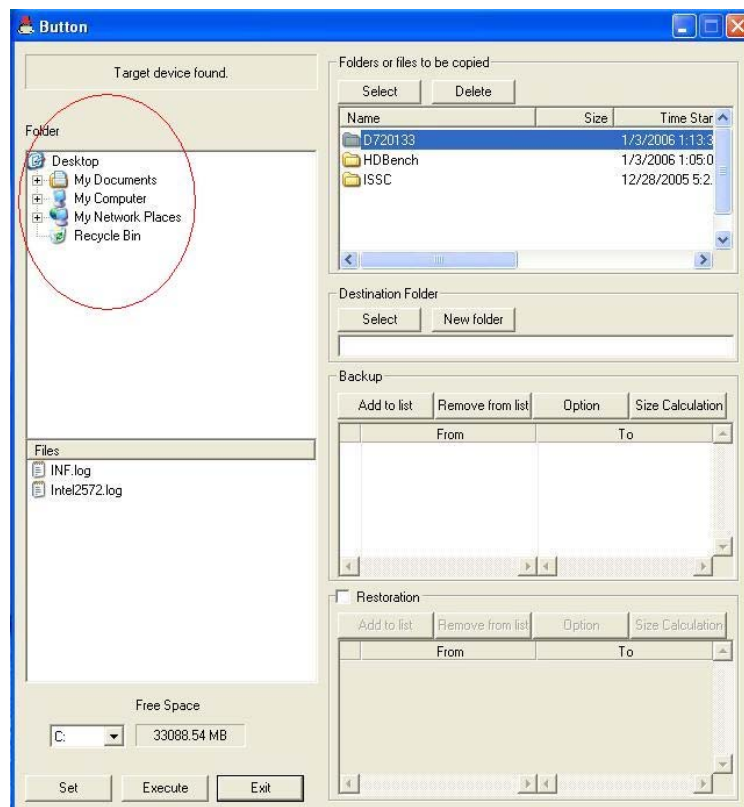 Button
Target device found.
Folder
Desktop
My Documents
My Computer
My Network Places
Recycle Bin
Files
INF.log
Intel2572.log
Free Space
C:
33088.54 MB
Set Execute Exit
Folders or files to be copied
Select Delete
Name Size Time Star
D720133 1/3/2006 1:13:3
HDBench 1/3/2006 1:05:0
ISSC 12/28/2005 5:2.
Destination Folder
Select New folder
Backup
Add to list Remove from list Option Size Calculation
From To
Restoration
Add to list Remove from list Option Size Calculation
From To